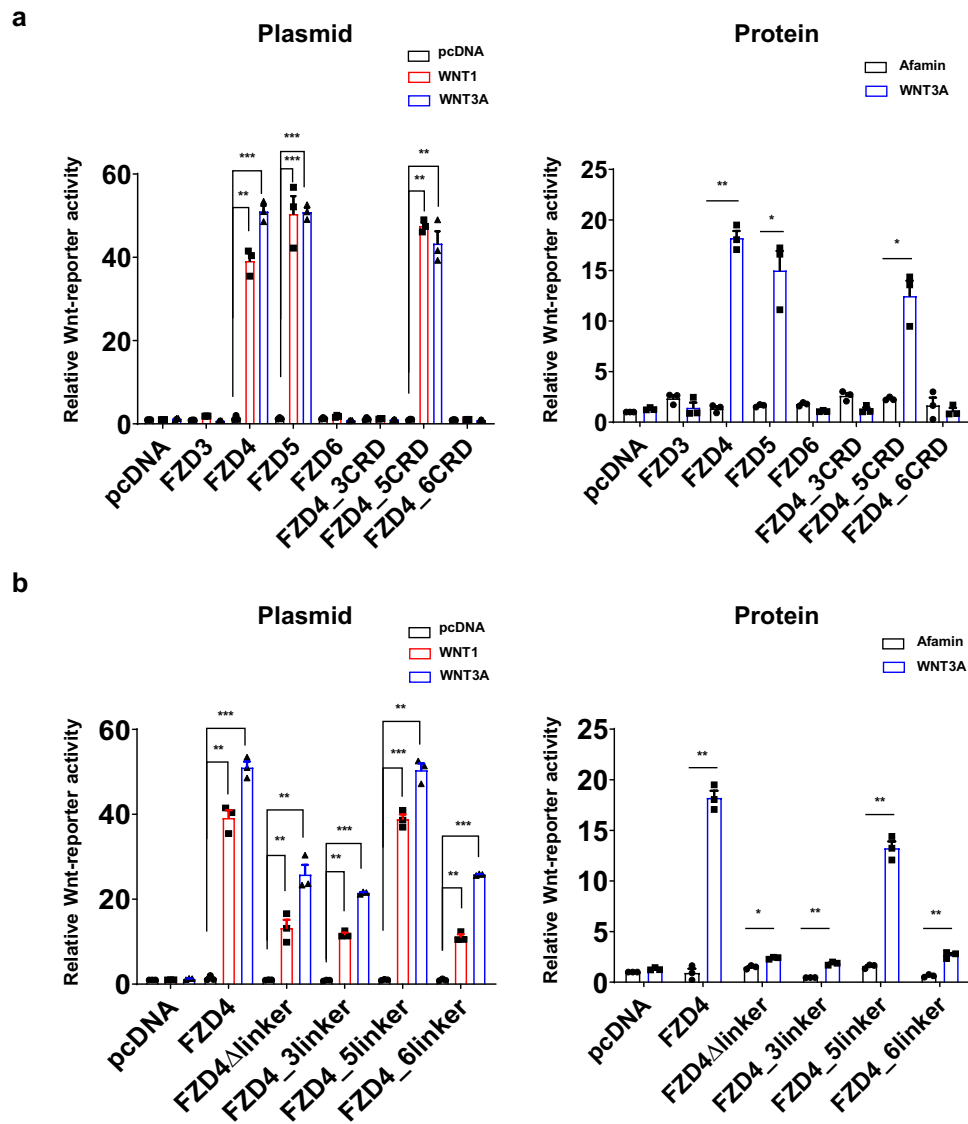 a
Plasmid
pcDNA
WNT1
WNT3A
Relative Wnt-reporter activity
60
40
20
0
***
**
***
***
**
**
pcDNA
FZD3
FZD4
FZD5
FZD6
FZD4_3CRD
FZD4_5CRD
FZD4_6CRD
Protein
Afamin
WNT3A
Relative Wnt-reporter activity
25
20
15
10
5
0
**
*
*
pcDNA
FZD3
FZD4
FZD5
FZD6
FZD4_3CRD
FZD4_5CRD
FZD4_6CRD
b
Plasmid
pcDNA
WNT1
WNT3A
Relative Wnt-reporter activity
60
40
20
0
***
**
**
**
***
**
**
***
***
**
pcDNA
FZD4
FZD4Δlinker
FZD4_3linker
FZD4_5linker
FZD4_6linker
Protein
Afamin
WNT3A
Relative Wnt-reporter activity
25
20
15
10
5
0
**
*
**
**
**
pcDNA
FZD4
FZD4Δlinker
FZD4_3linker
FZD4_5linker
FZD4_6linker